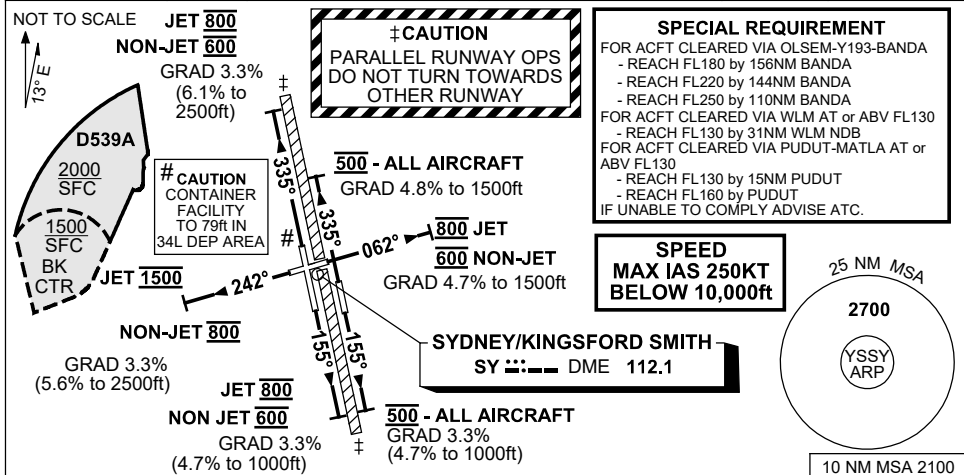 NOT TO SCALE
13° E
JET 800
NON-JET 600
GRAD 3.3%
(6.1% to
2500ft)
‡
‡CAUTION
PARALLEL RUNWAY OPS
DO NOT TURN TOWARDS
OTHER RUNWAY
SPECIAL REQUIREMENT
FOR ACFT CLEARED VIA OLSEM-Y193-BANDA
- REACH FL180 by 156NM BANDA
- REACH FL220 by 144NM BANDA
- REACH FL250 by 110NM BANDA
FOR ACFT CLEARED VIA WLM AT or ABV FL130
- REACH FL130 by 31NM WLM NDB
FOR ACFT CLEARED VIA PUDUT-MATLA AT or
ABV FL130
- REACH FL130 by 15NM PUDUT
- REACH FL160 by PUDUT
IF UNABLE TO COMPLY ADVISE ATC.
D539A
2000
SFC
1500
SFC
BK
CTR
# CAUTION
CONTAINER
FACILITY
TO 79ft IN
34L DEP AREA
335°
#
500 - ALL AIRCRAFT
GRAD 4.8% to 1500ft
335°
062°
800 JET
600 NON-JET
GRAD 4.7% to 1500ft
JET 1500
242°
NON-JET 800
GRAD 3.3%
(5.6% to 2500ft)
SPEED
MAX IAS 250KT
BELOW 10,000ft
25 NM MSA
2700
YSSY
ARP
10 NM MSA 2100
SYDNEY/KINGSFORD SMITH
SY DME 112.1
155°
155°
JET 800
NON JET 600
GRAD 3.3%
(4.7% to 1000ft)
500 - ALL AIRCRAFT
GRAD 3.3%
(4.7% to 1000ft)
‡